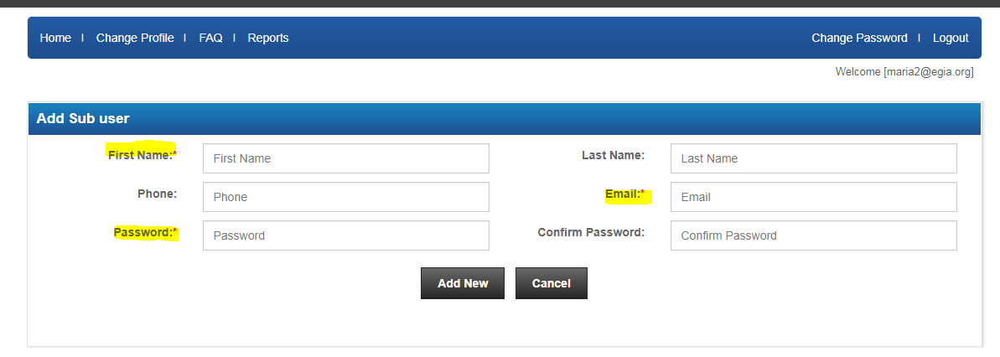 Home | Change Profile | FAQ | Reports Change Password | Logout
Welcome [maria2@egia.org]
Add Sub user
First Name:* First Name Last Name: Last Name
Phone: Phone Email:* Email
Password:* Password Confirm Password: Confirm Password
Add New Cancel